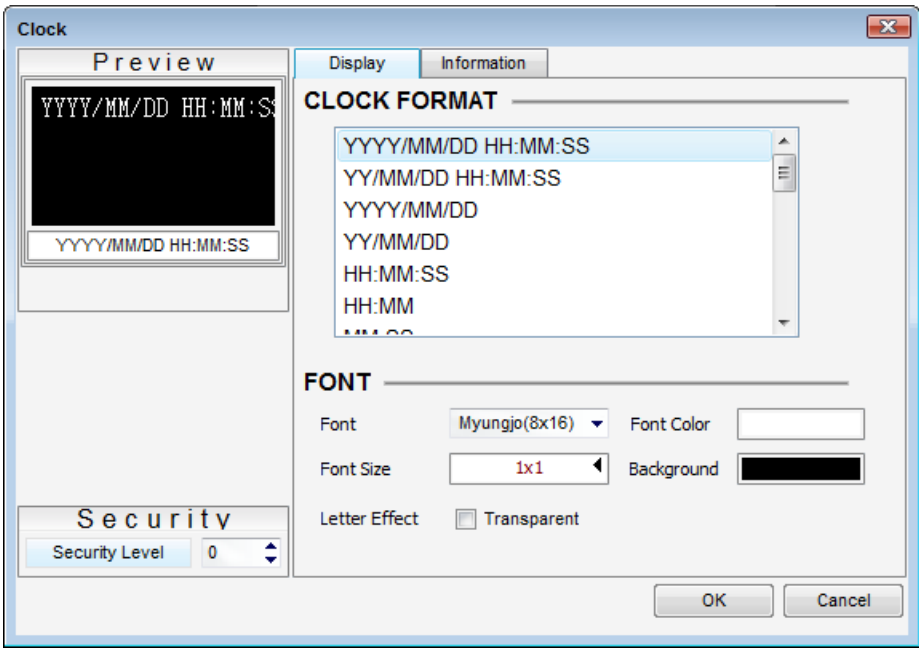 Clock
Preview
YYYY/MM/DD HH:MM:S
YYYY/MM/DD HH:MM:SS
Display
Information
CLOCK FORMAT
YYYY/MM/DD HH:MM:SS
YY/MM/DD HH:MM:SS
YYYY/MM/DD
YY/MM/DD
HH:MM:SS
HH:MM
MM:SS
FONT
Font Myungjo(8x16) Font Color
Font Size 1x1 Background
Letter Effect Transparent
Security
Security Level 0
OK Cancel